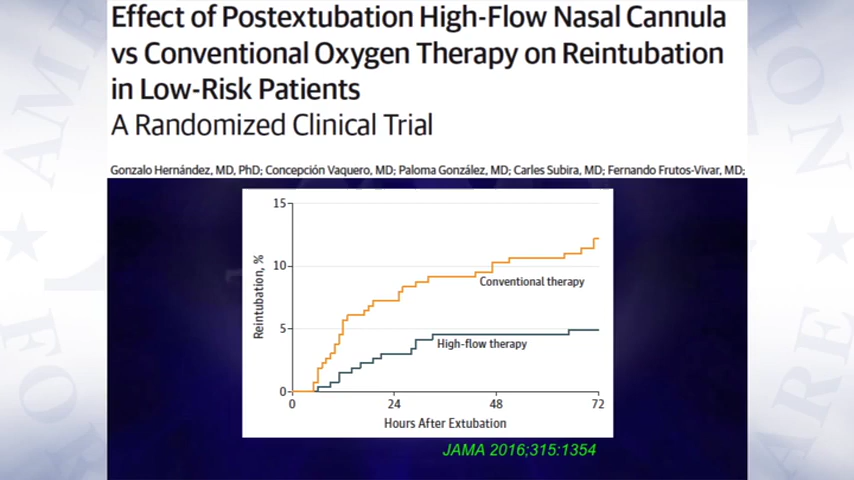 Effect of Postextubation High-Flow Nasal Cannula
vs Conventional Oxygen Therapy on Reintubation
in Low-Risk Patients
A Randomized Clinical Trial
Gonzalo Hernández, MD, PhD; Concepción Vaquero, MD; Paloma González, MD; Carles Subira, MD; Fernando Frutos-Vivar, MD;
15
10
5
0
Reintubation, %
Conventional therapy
High-flow therapy
0 24 48 72
Hours After Extubation
JAMA 2016;315:1354